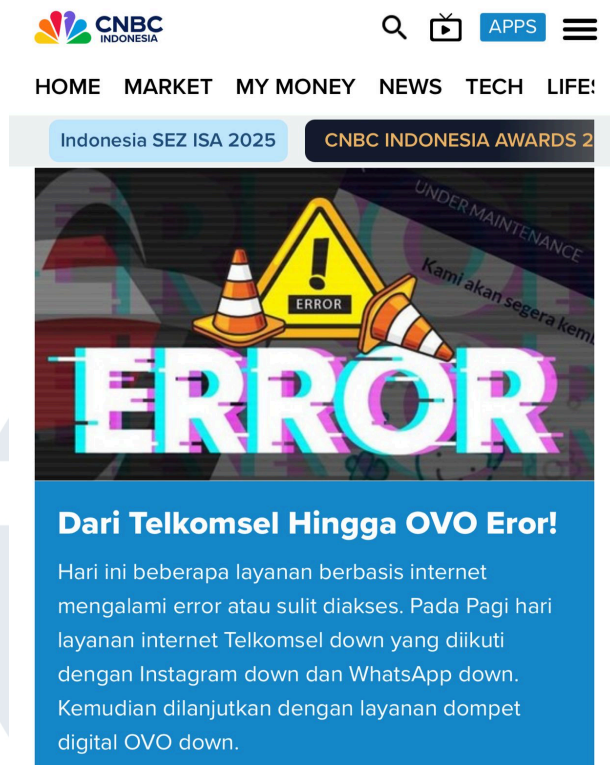 CNBC
INDONESIA
APPS
HOME MARKET MY MONEY NEWS TECH LIFES
Indonesia SEZ ISA 2025
CNBC INDONESIA AWARDS 2
UNDER MAINTENANCE
Kami akan segera kemb
ERROR
ERROR
Dari Telkomsel Hingga OVO Eror!
Hari ini beberapa layanan berbasis internet
mengalami error atau sulit diakses. Pada Pagi hari
layanan internet Telkomsel down yang diikuti
dengan Instagram down dan WhatsApp down.
Kemudian dilanjutkan dengan layanan dompet
digital OVO down.